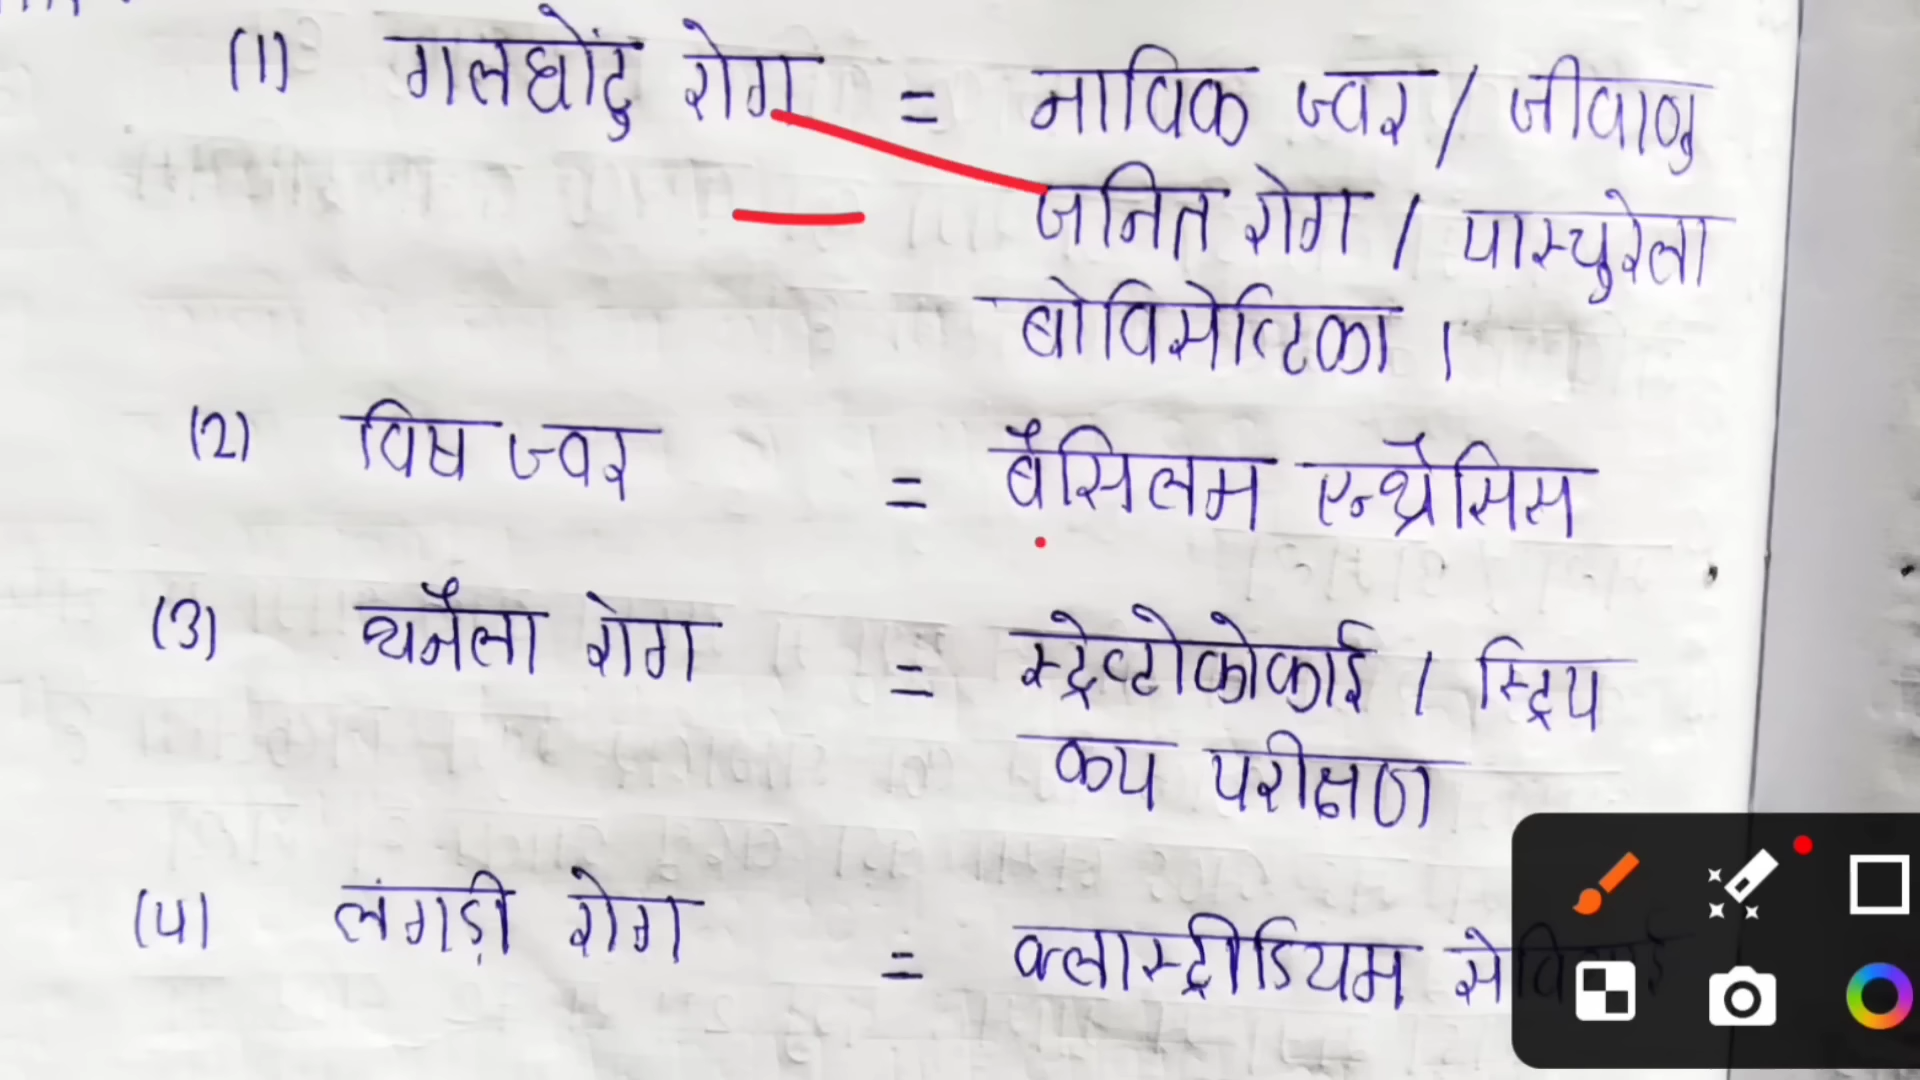 (1) गलघोंटु रोग = नाविक ज्वर / जीवाणु
जनित रोग / पास्चुरेला
बोविसेप्टिका ।
(2) विष ज्वर = बैसिलस एन्थ्रेसिस
(3) थनैला रोग = स्ट्रेप्टोकोकाई / स्ट्रिप
कप परीक्षण
(4) लंगड़ी रोग = क्लास्ट्रीडियम